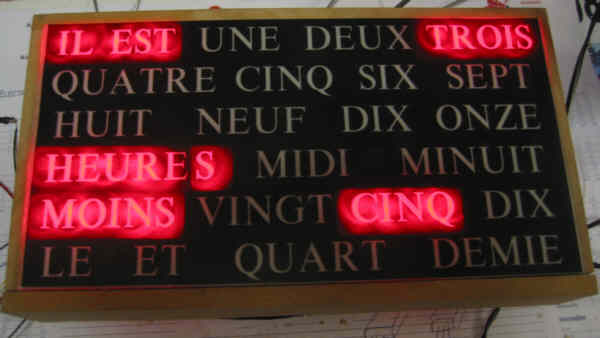 IL EST UNE DEUX TROIS
QUATRE CINQ SIX SEPT
HUIT NEUF DIX ONZE
HEURES MIDI MINUIT
MOINS VINGT CINQ DIX
LE ET QUART DEMIE